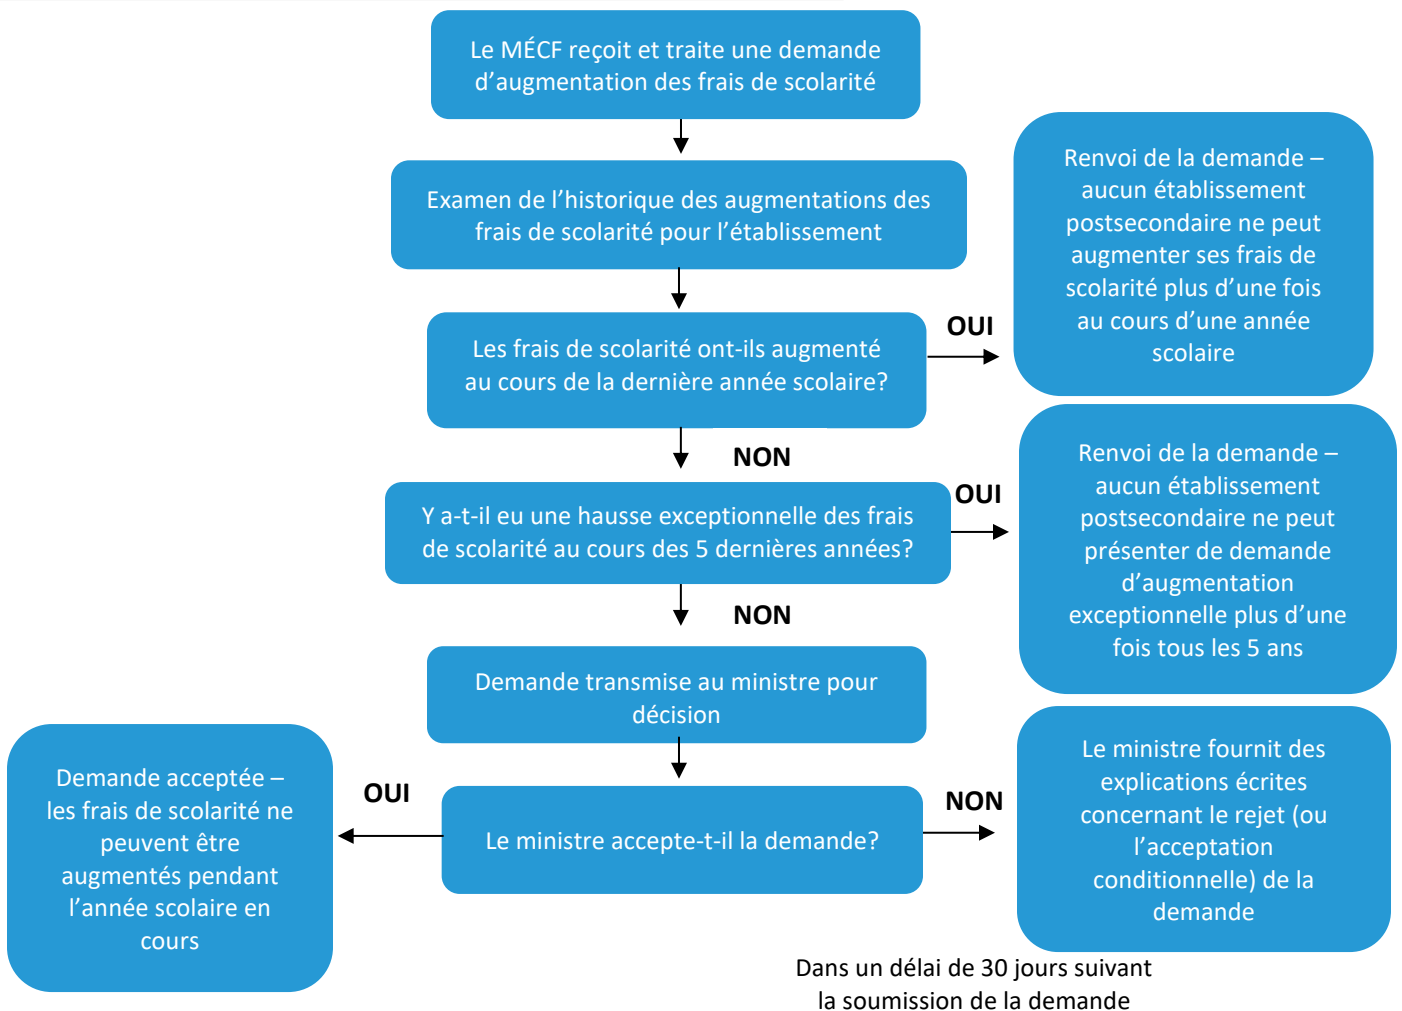 Le MÉCF reçoit et traite une demande
d’augmentation des frais de scolarité
Examen de l’historique des augmentations des
frais de scolarité pour l’établissement
Les frais de scolarité ont-ils augmenté
au cours de la dernière année scolaire?
OUI
Renvoi de la demande –
aucun établissement
postsecondaire ne peut
augmenter ses frais de
scolarité plus d’une fois
au cours d’une année
scolaire
NON
Y a-t-il eu une hausse exceptionnelle des frais
de scolarité au cours des 5 dernières années?
OUI
Renvoi de la demande –
aucun établissement
postsecondaire ne peut
présenter de demande
d’augmentation
exceptionnelle plus d’une
fois tous les 5 ans
NON
Demande transmise au ministre pour
décision
Le ministre accepte-t-il la demande?
OUI
Demande acceptée –
les frais de scolarité ne
peuvent être
augmentés pendant
l’année scolaire en
cours
NON
Le ministre fournit des
explications écrites
concernant le rejet (ou
l’acceptation
conditionnelle) de la
demande
Dans un délai de 30 jours suivant
la soumission de la demande